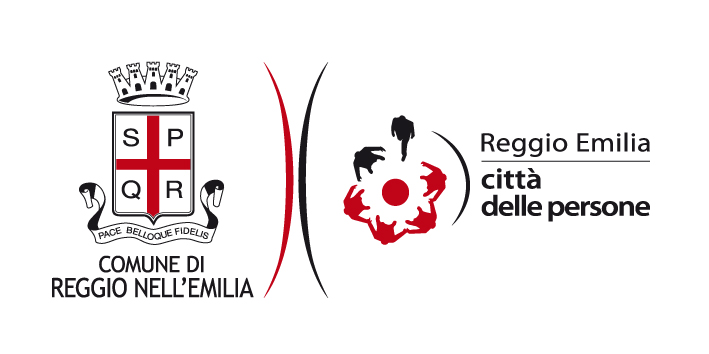 S P
Q R
PACE BELLOQUE FIDELIS
COMUNE DI
REGGIO NELL'EMILIA
Reggio Emilia
città
delle persone